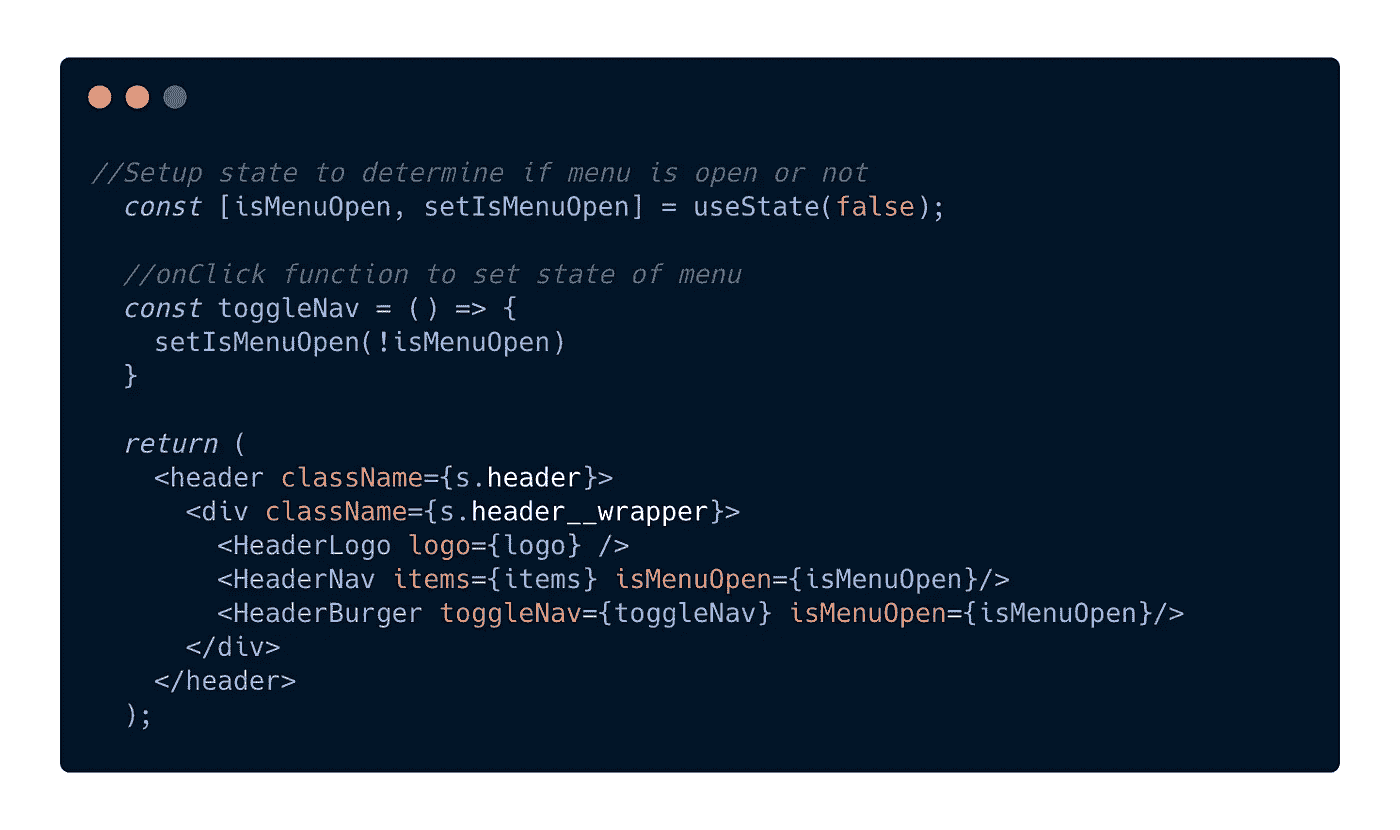 //Setup state to determine if menu is open or not
  const [isMenuOpen, setIsMenuOpen] = useState(false);

  //onClick function to set state of menu
  const toggleNav = () => {
    setIsMenuOpen(!isMenuOpen)
  }

  return (
    <header className={s.header}>
      <div className={s.header__wrapper}>
        <HeaderLogo logo={logo} />
        <HeaderNav items={items} isMenuOpen={isMenuOpen}/>
        <HeaderBurger toggleNav={toggleNav} isMenuOpen={isMenuOpen}/>
      </div>
    </header>
  );